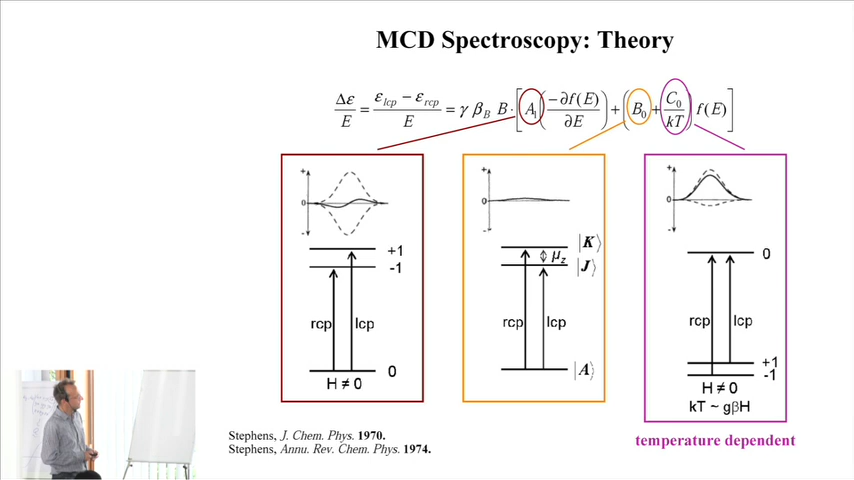 MCD Spectroscopy: Theory
Δε/E = (ε_lcp − ε_rcp)/E = γ β_B B·[A_1(−∂f(E)/∂E) + (B_0 + C_0/kT) f(E)]
+
0
-
+1
-1
rcp
lcp
0
H ≠ 0
+
0
-
|K⟩
μ_z
|J⟩
rcp
lcp
|A⟩
+
0
-
0
rcp
lcp
+1
-1
H ≠ 0
kT ~ gβH
temperature dependent
Stephens, J. Chem. Phys. 1970.
Stephens, Annu. Rev. Chem. Phys. 1974.